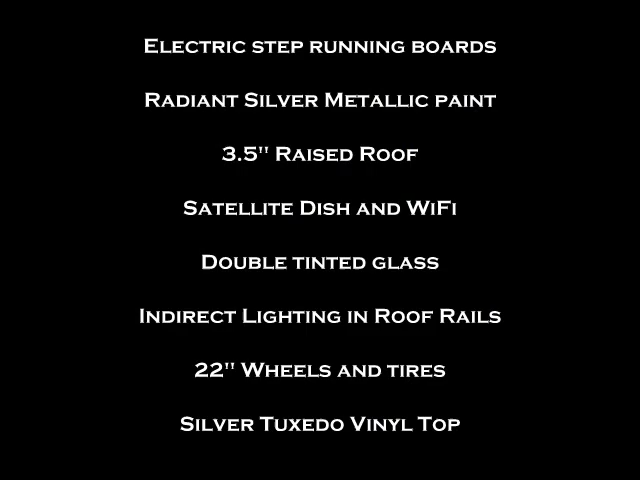 Electric step running boards
Radiant Silver Metallic paint
3.5" Raised Roof
Satellite Dish and WiFi
Double tinted glass
Indirect Lighting in Roof Rails
22" Wheels and tires
Silver Tuxedo Vinyl Top